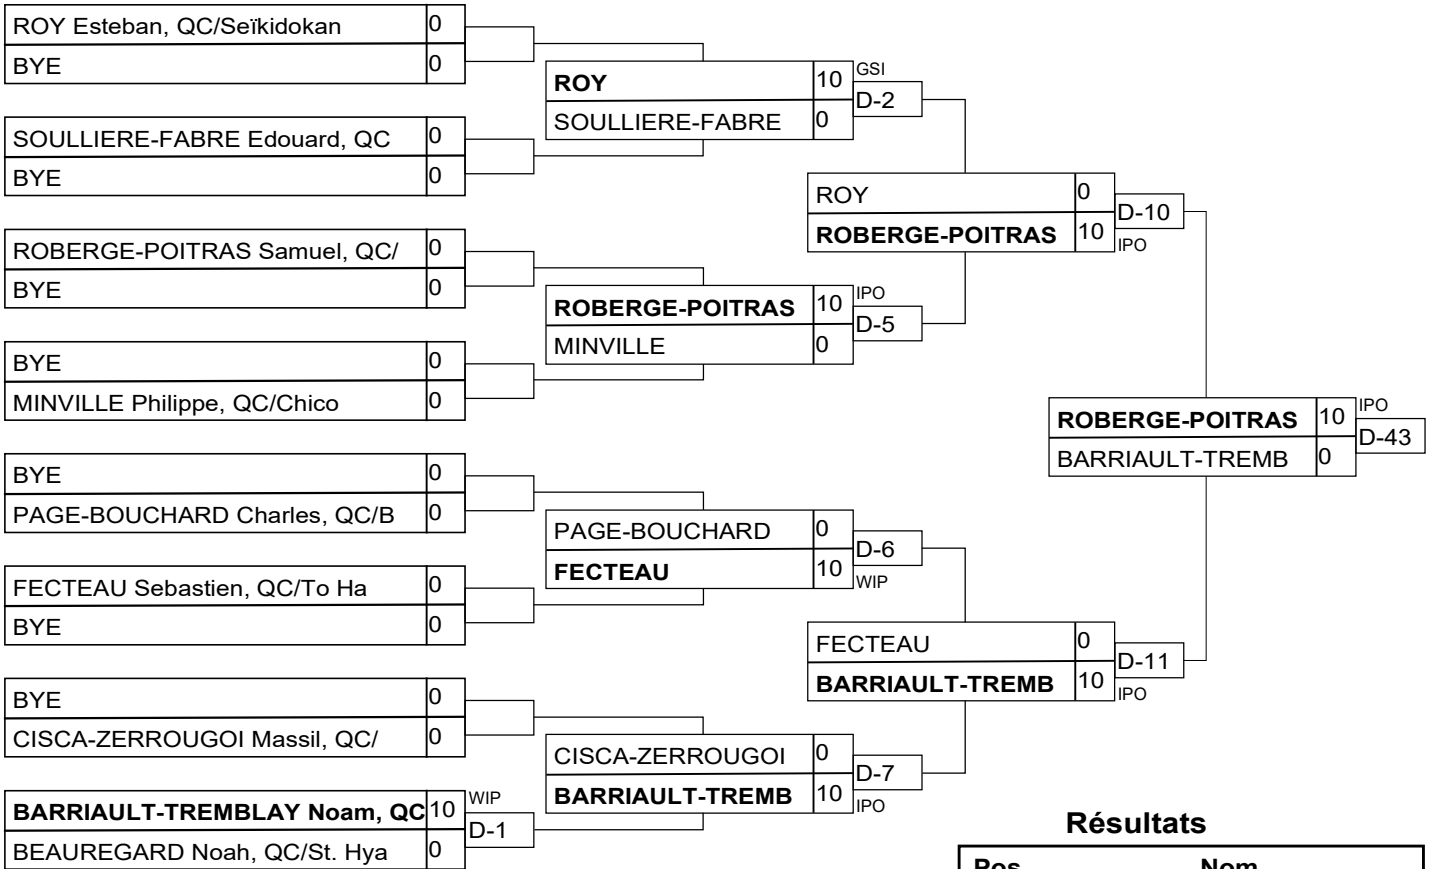 ROY Esteban, QC/Seïkidokan 0
BYE 0
SOULLIERE-FABRE Edouard, QC 0
BYE 0
ROBERGE-POITRAS Samuel, QC/ 0
BYE 0
BYE 0
MINVILLE Philippe, QC/Chico 0
BYE 0
PAGE-BOUCHARD Charles, QC/B 0
FECTEAU Sebastien, QC/To Ha 0
BYE 0
BYE 0
CISCA-ZERROUGOI Massil, QC/ 0
BARRIAULT-TREMBLAY Noam, QC 10 WIP
D-1
BEAUREGARD Noah, QC/St. Hya 0
ROY 10 GSI
D-2
SOULLIERE-FABRE 0
ROBERGE-POITRAS 10 IPO
D-5
MINVILLE 0
PAGE-BOUCHARD 0
D-6
FECTEAU 10 WIP
CISCA-ZERROUGOI 0
D-7
BARRIAULT-TREMB 10 IPO
ROY 0
D-10
ROBERGE-POITRAS 10 IPO
FECTEAU 0
D-11
BARRIAULT-TREMB 10 IPO
ROBERGE-POITRAS 10 IPO
D-43
BARRIAULT-TREMB 0
Résultats
Pos Nom